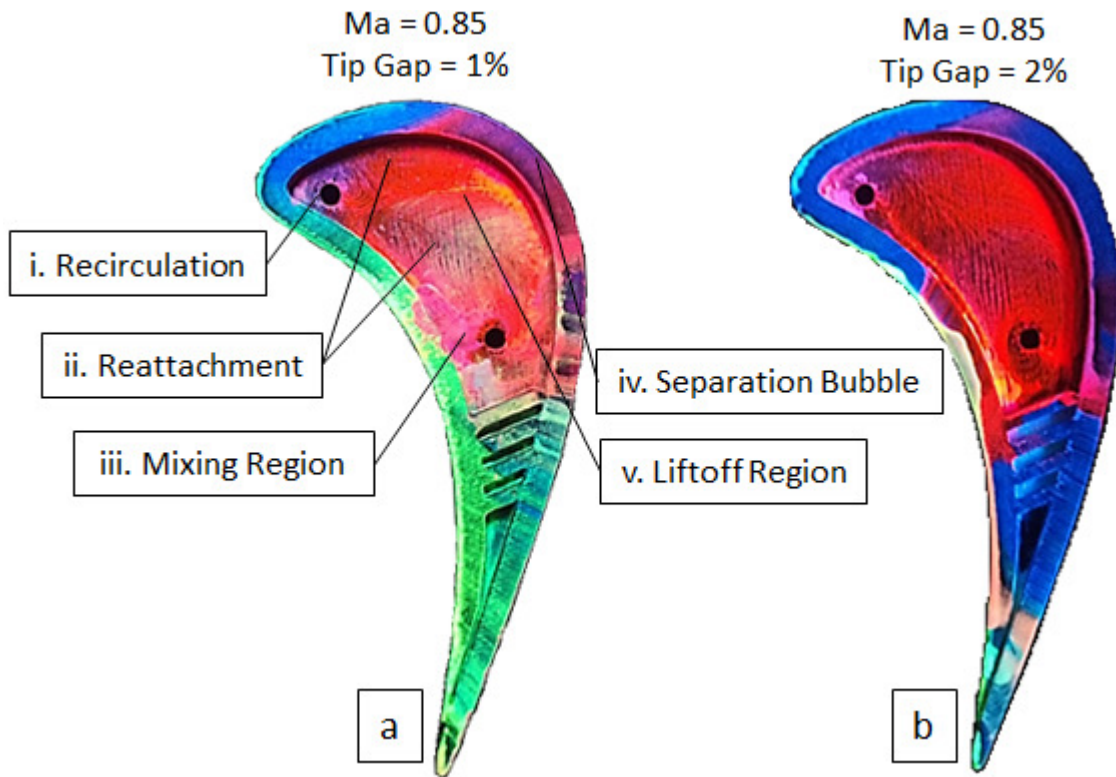 Ma = 0.85
Tip Gap = 1%
Ma = 0.85
Tip Gap = 2%
i. Recirculation
ii. Reattachment
iii. Mixing Region
iv. Separation Bubble
v. Liftoff Region
a
b